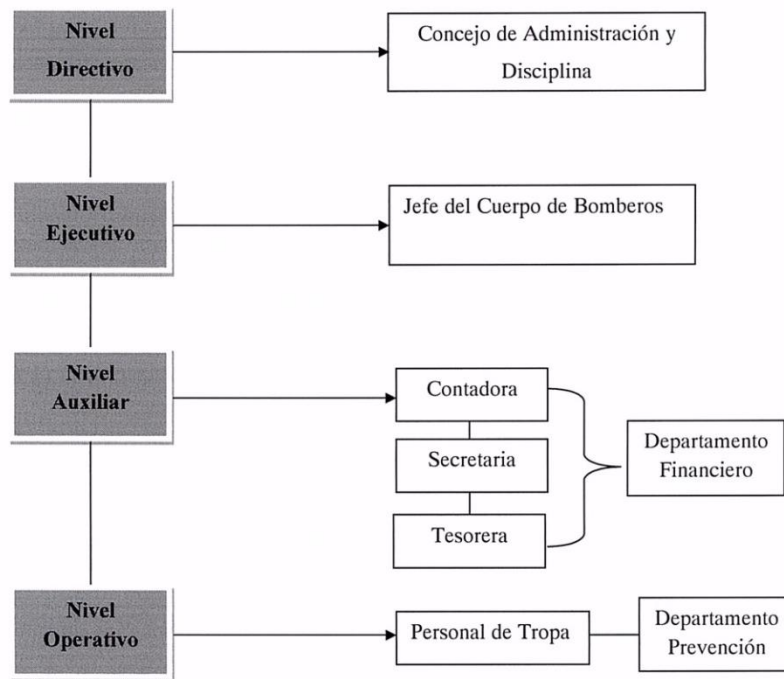 Nivel
Directivo
Concejo de Administración y
Disciplina
Nivel
Ejecutivo
Jefe del Cuerpo de Bomberos
Nivel
Auxiliar
Contadora
Secretaria
Tesorera
Departamento
Financiero
Nivel
Operativo
Personal de Tropa
Departamento
Prevención